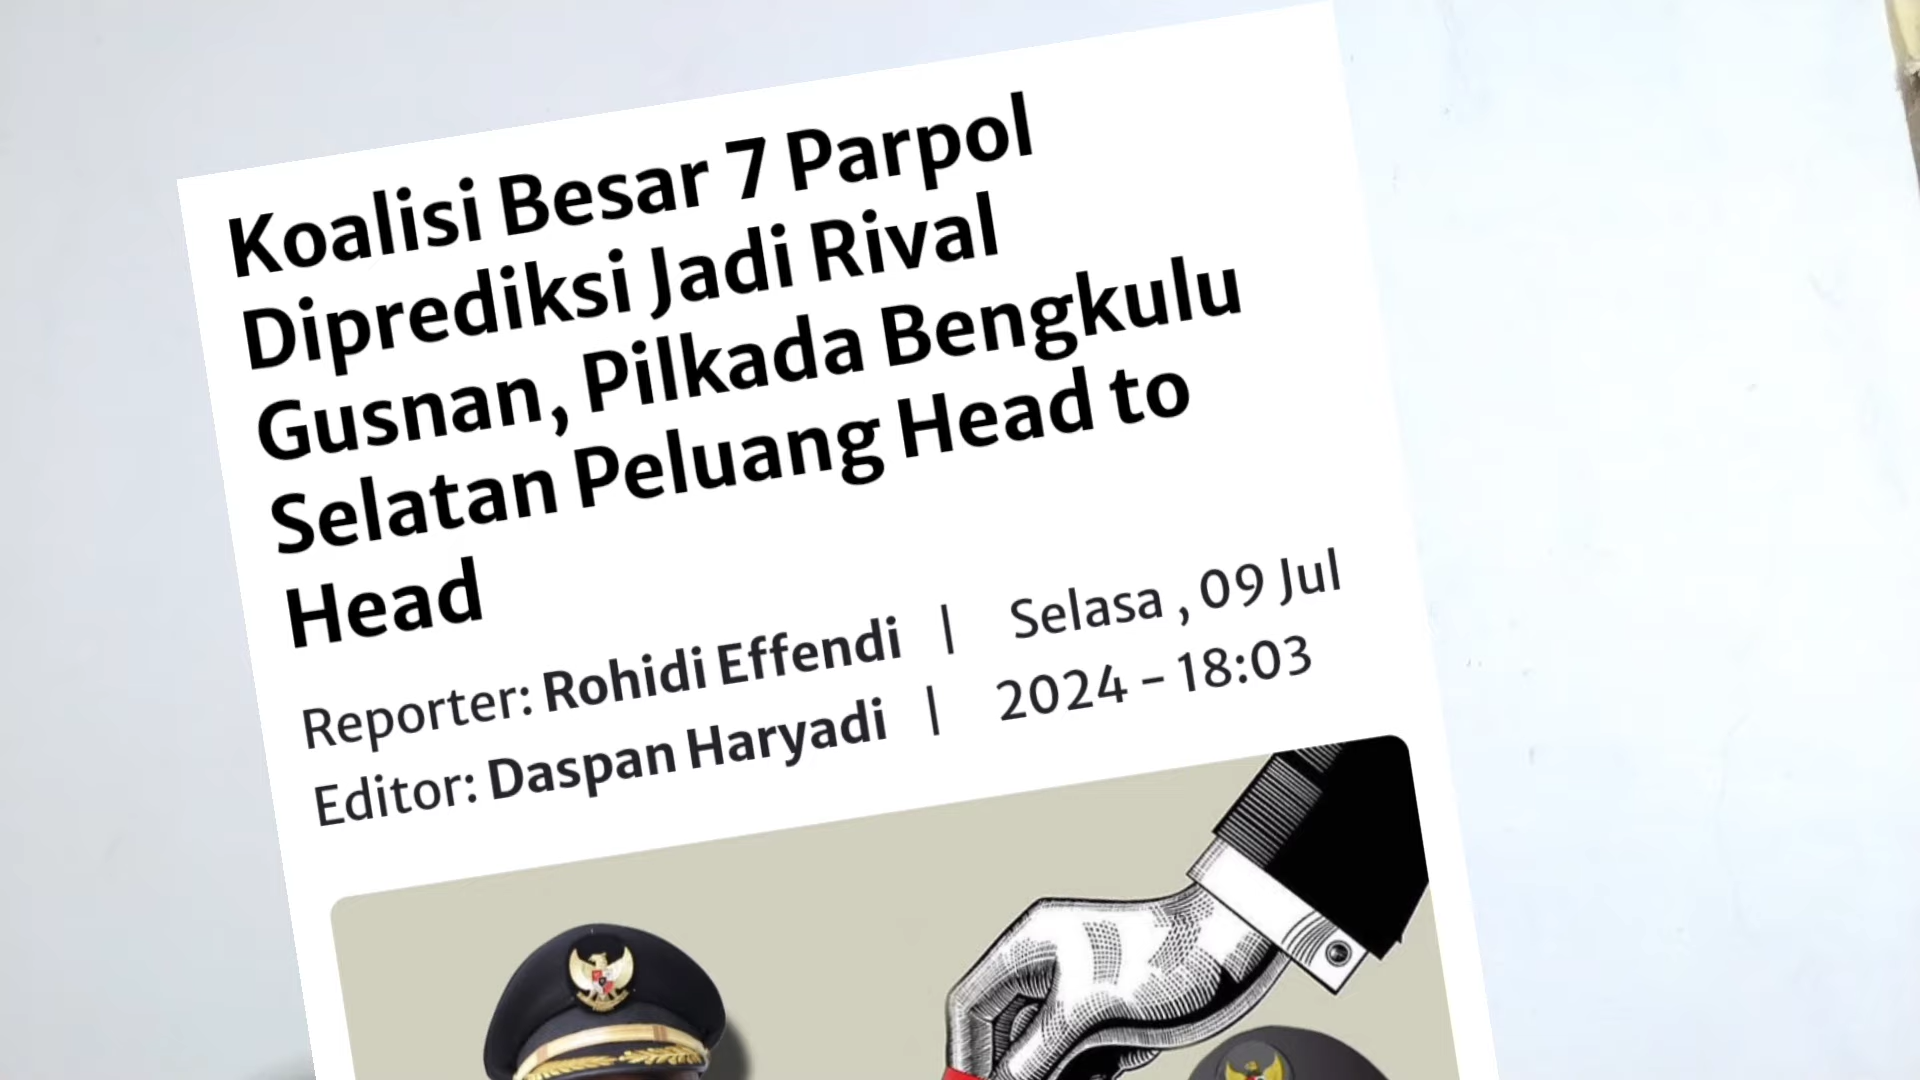 Koalisi Besar 7 Parpol
Diprediksi Jadi Rival
Gusnan, Pilkada Bengkulu
Selatan Peluang Head to
Head
Reporter: Rohidi Effendi | Selasa , 09 Jul
Editor: Daspan Haryadi | 2024 – 18:03